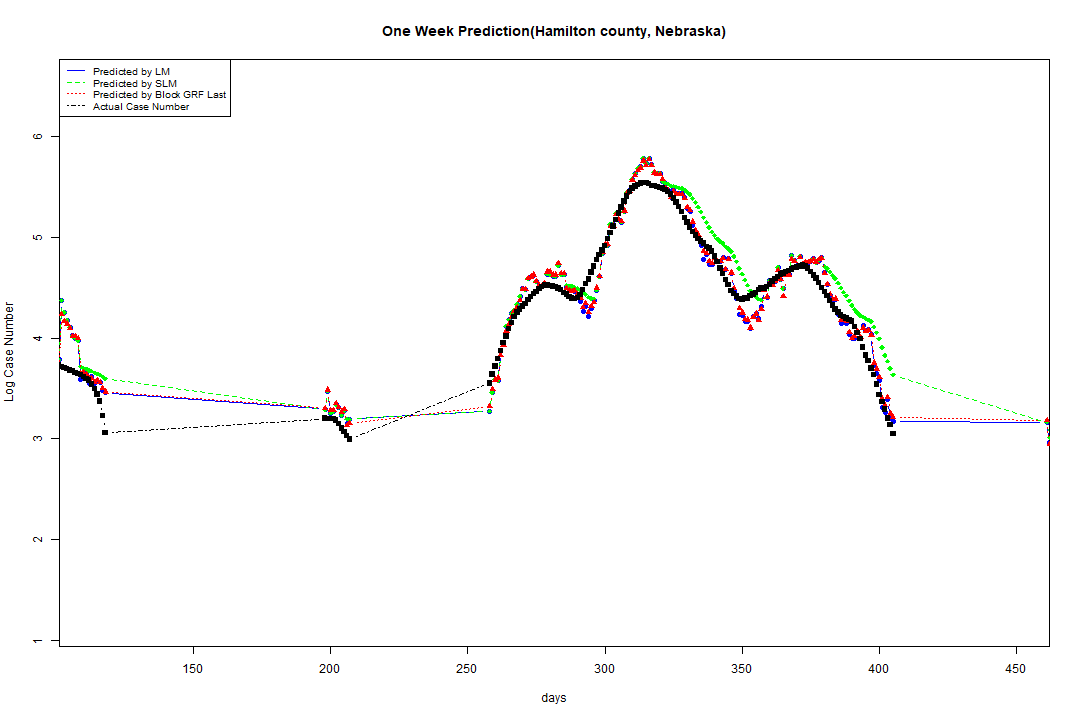 One Week Prediction(Hamilton county, Nebraska)
Predicted by LM
Predicted by SLM
Predicted by Block GRF Last
Actual Case Number
Log Case Number
6
5
4
3
2
1
150
200
250
300
350
400
450
days